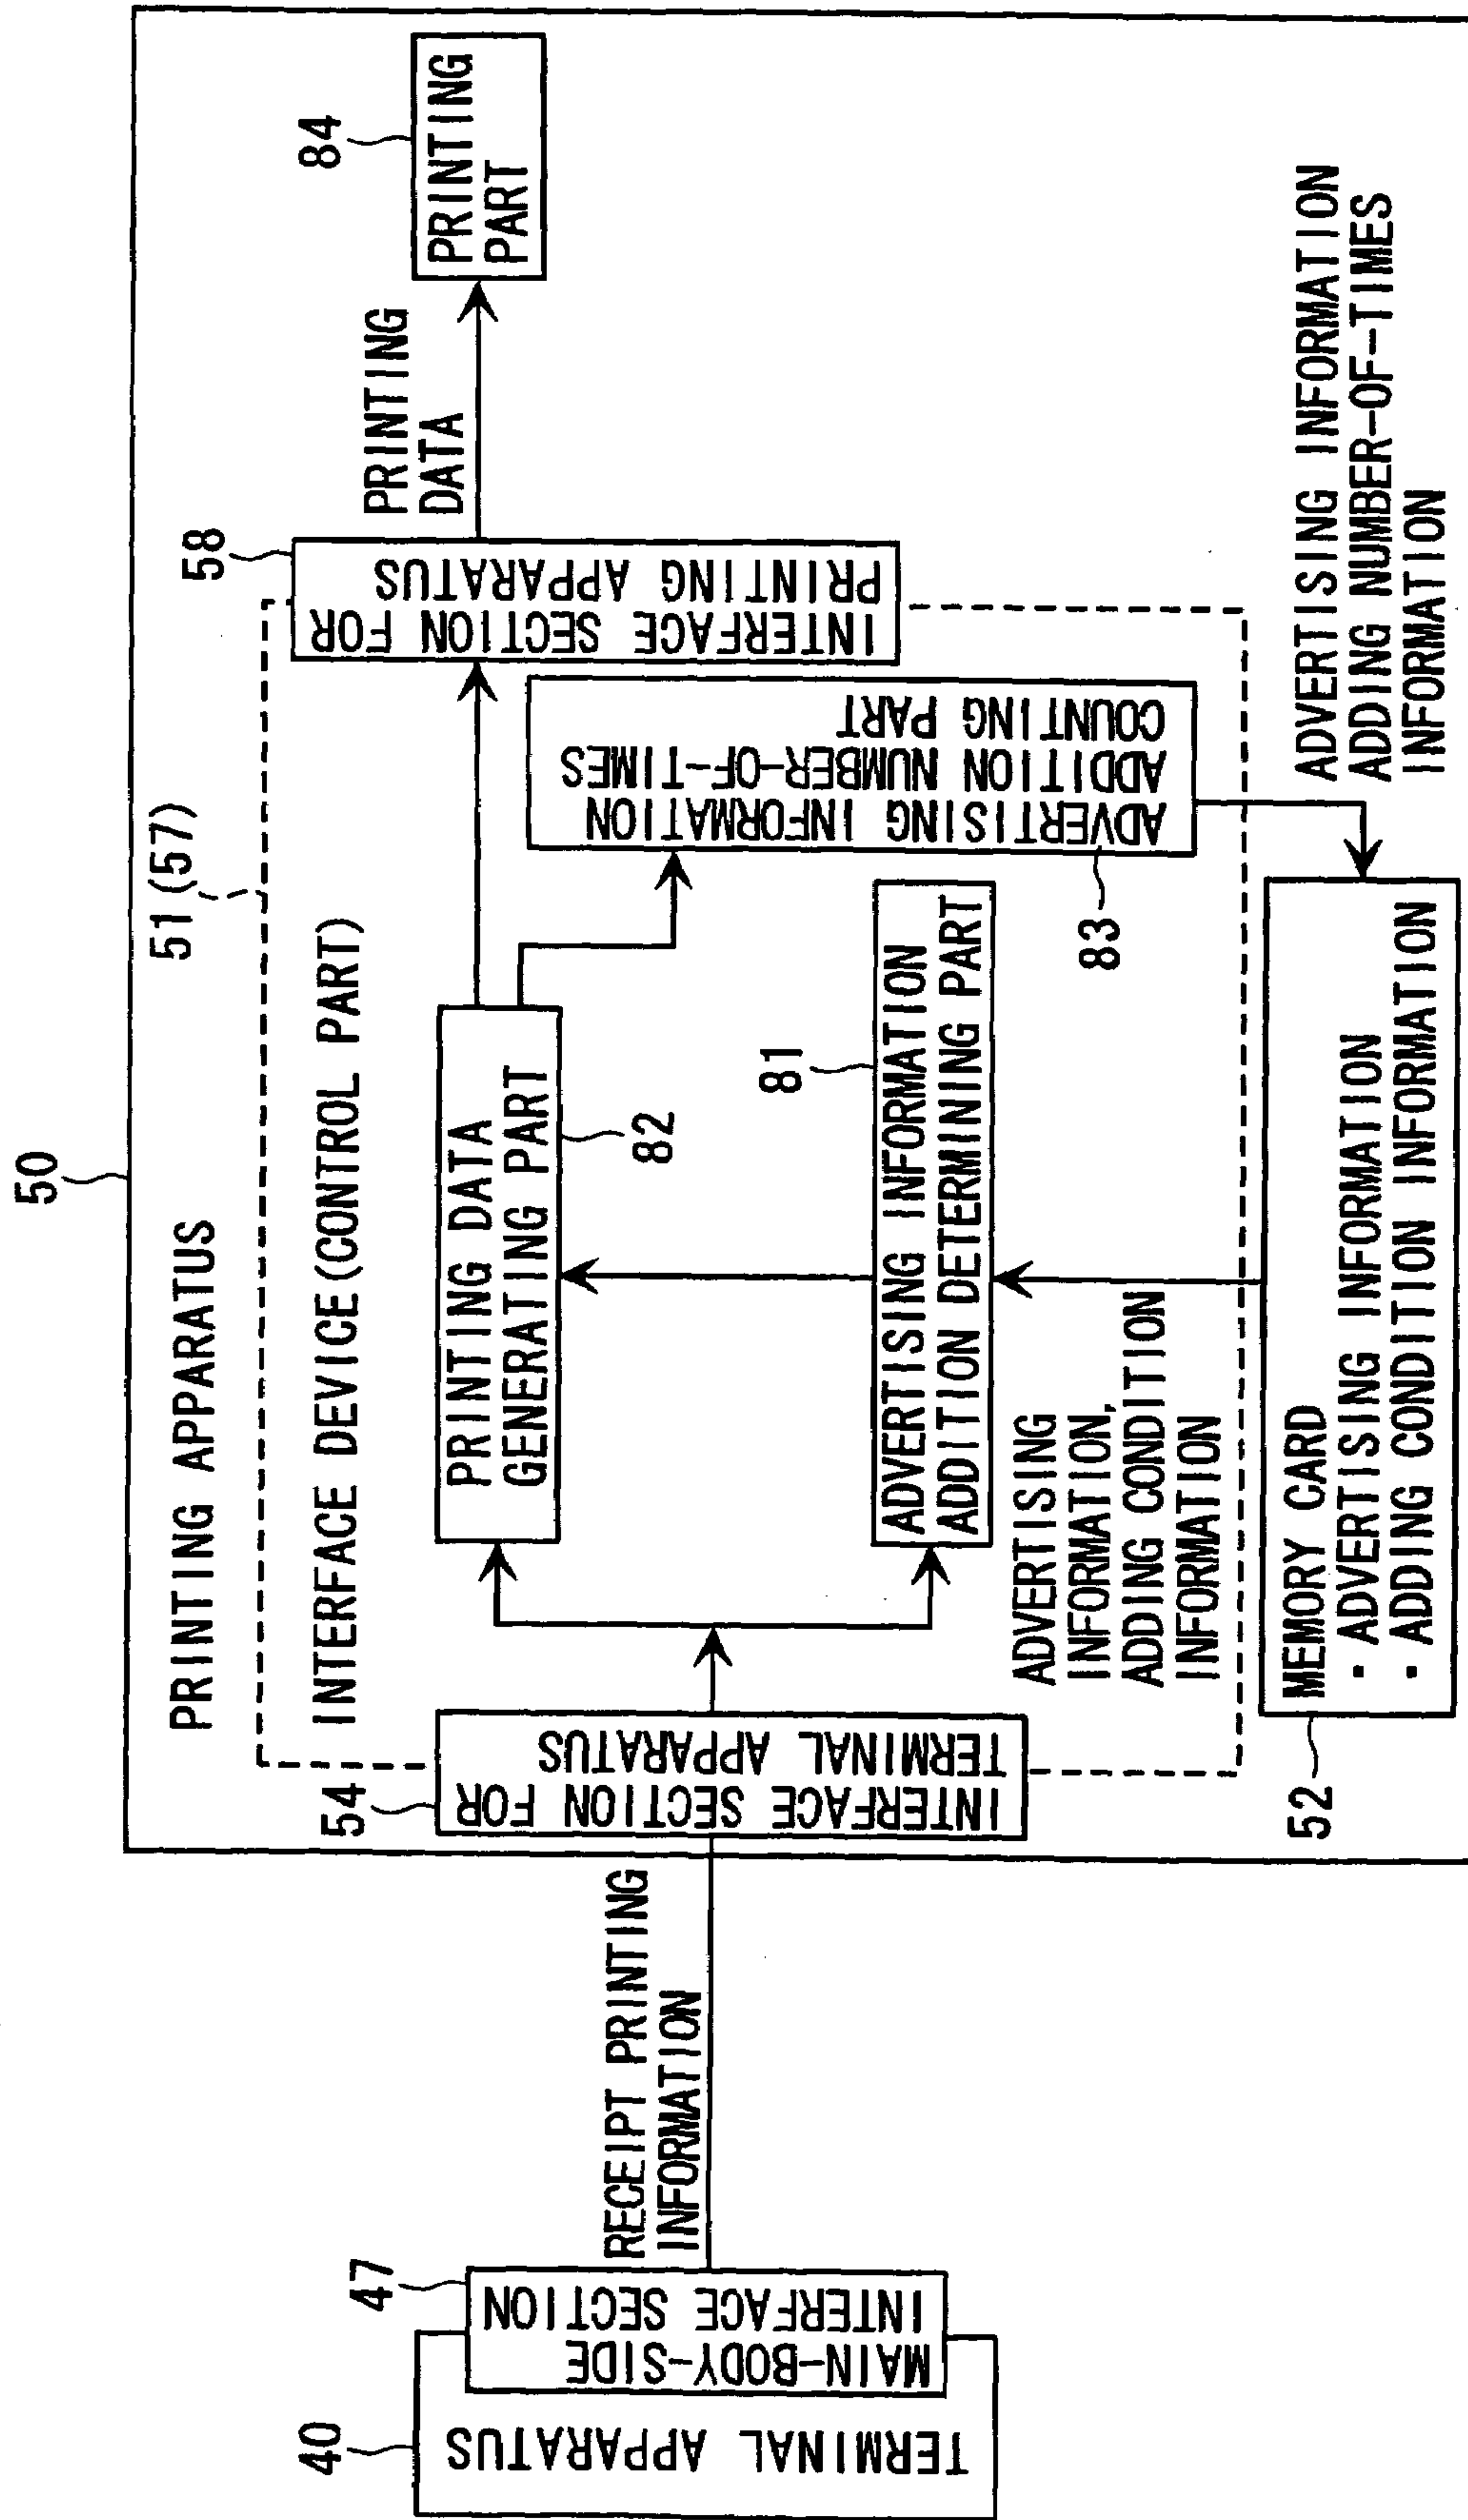 50
PRINTING APPARATUS
51(57)
INTERFACE DEVICE(CONTROL PART)
40
TERMINAL APPARATUS
47
MAIN-BODY-SIDE
INTERFACE SECTION
RECEIPT PRINTING
INFORMATION
54
INTERFACE SECTION FOR
TERMINAL APPARATUS
PRINTING DATA
GENERATING PART
82
81
ADVERTISING INFORMATION
ADDITION DETERMINING PART
ADVERTISING
INFORMATION,
ADDING CONDITION
INFORMATION
52
MEMORY CARD
· ADVERTISING INFORMATION
· ADDING CONDITION INFORMATION
83
ADVERTISING INFORMATION
ADDITION NUMBER-OF-TIMES
COUNTING PART
58
INTERFACE SECTION FOR
PRINTING APPARATUS
PRINTING
DATA
84
PRINTING
PART
ADVERTISING INFORMATION
ADDING NUMBER-OF-TIMES
INFORMATION